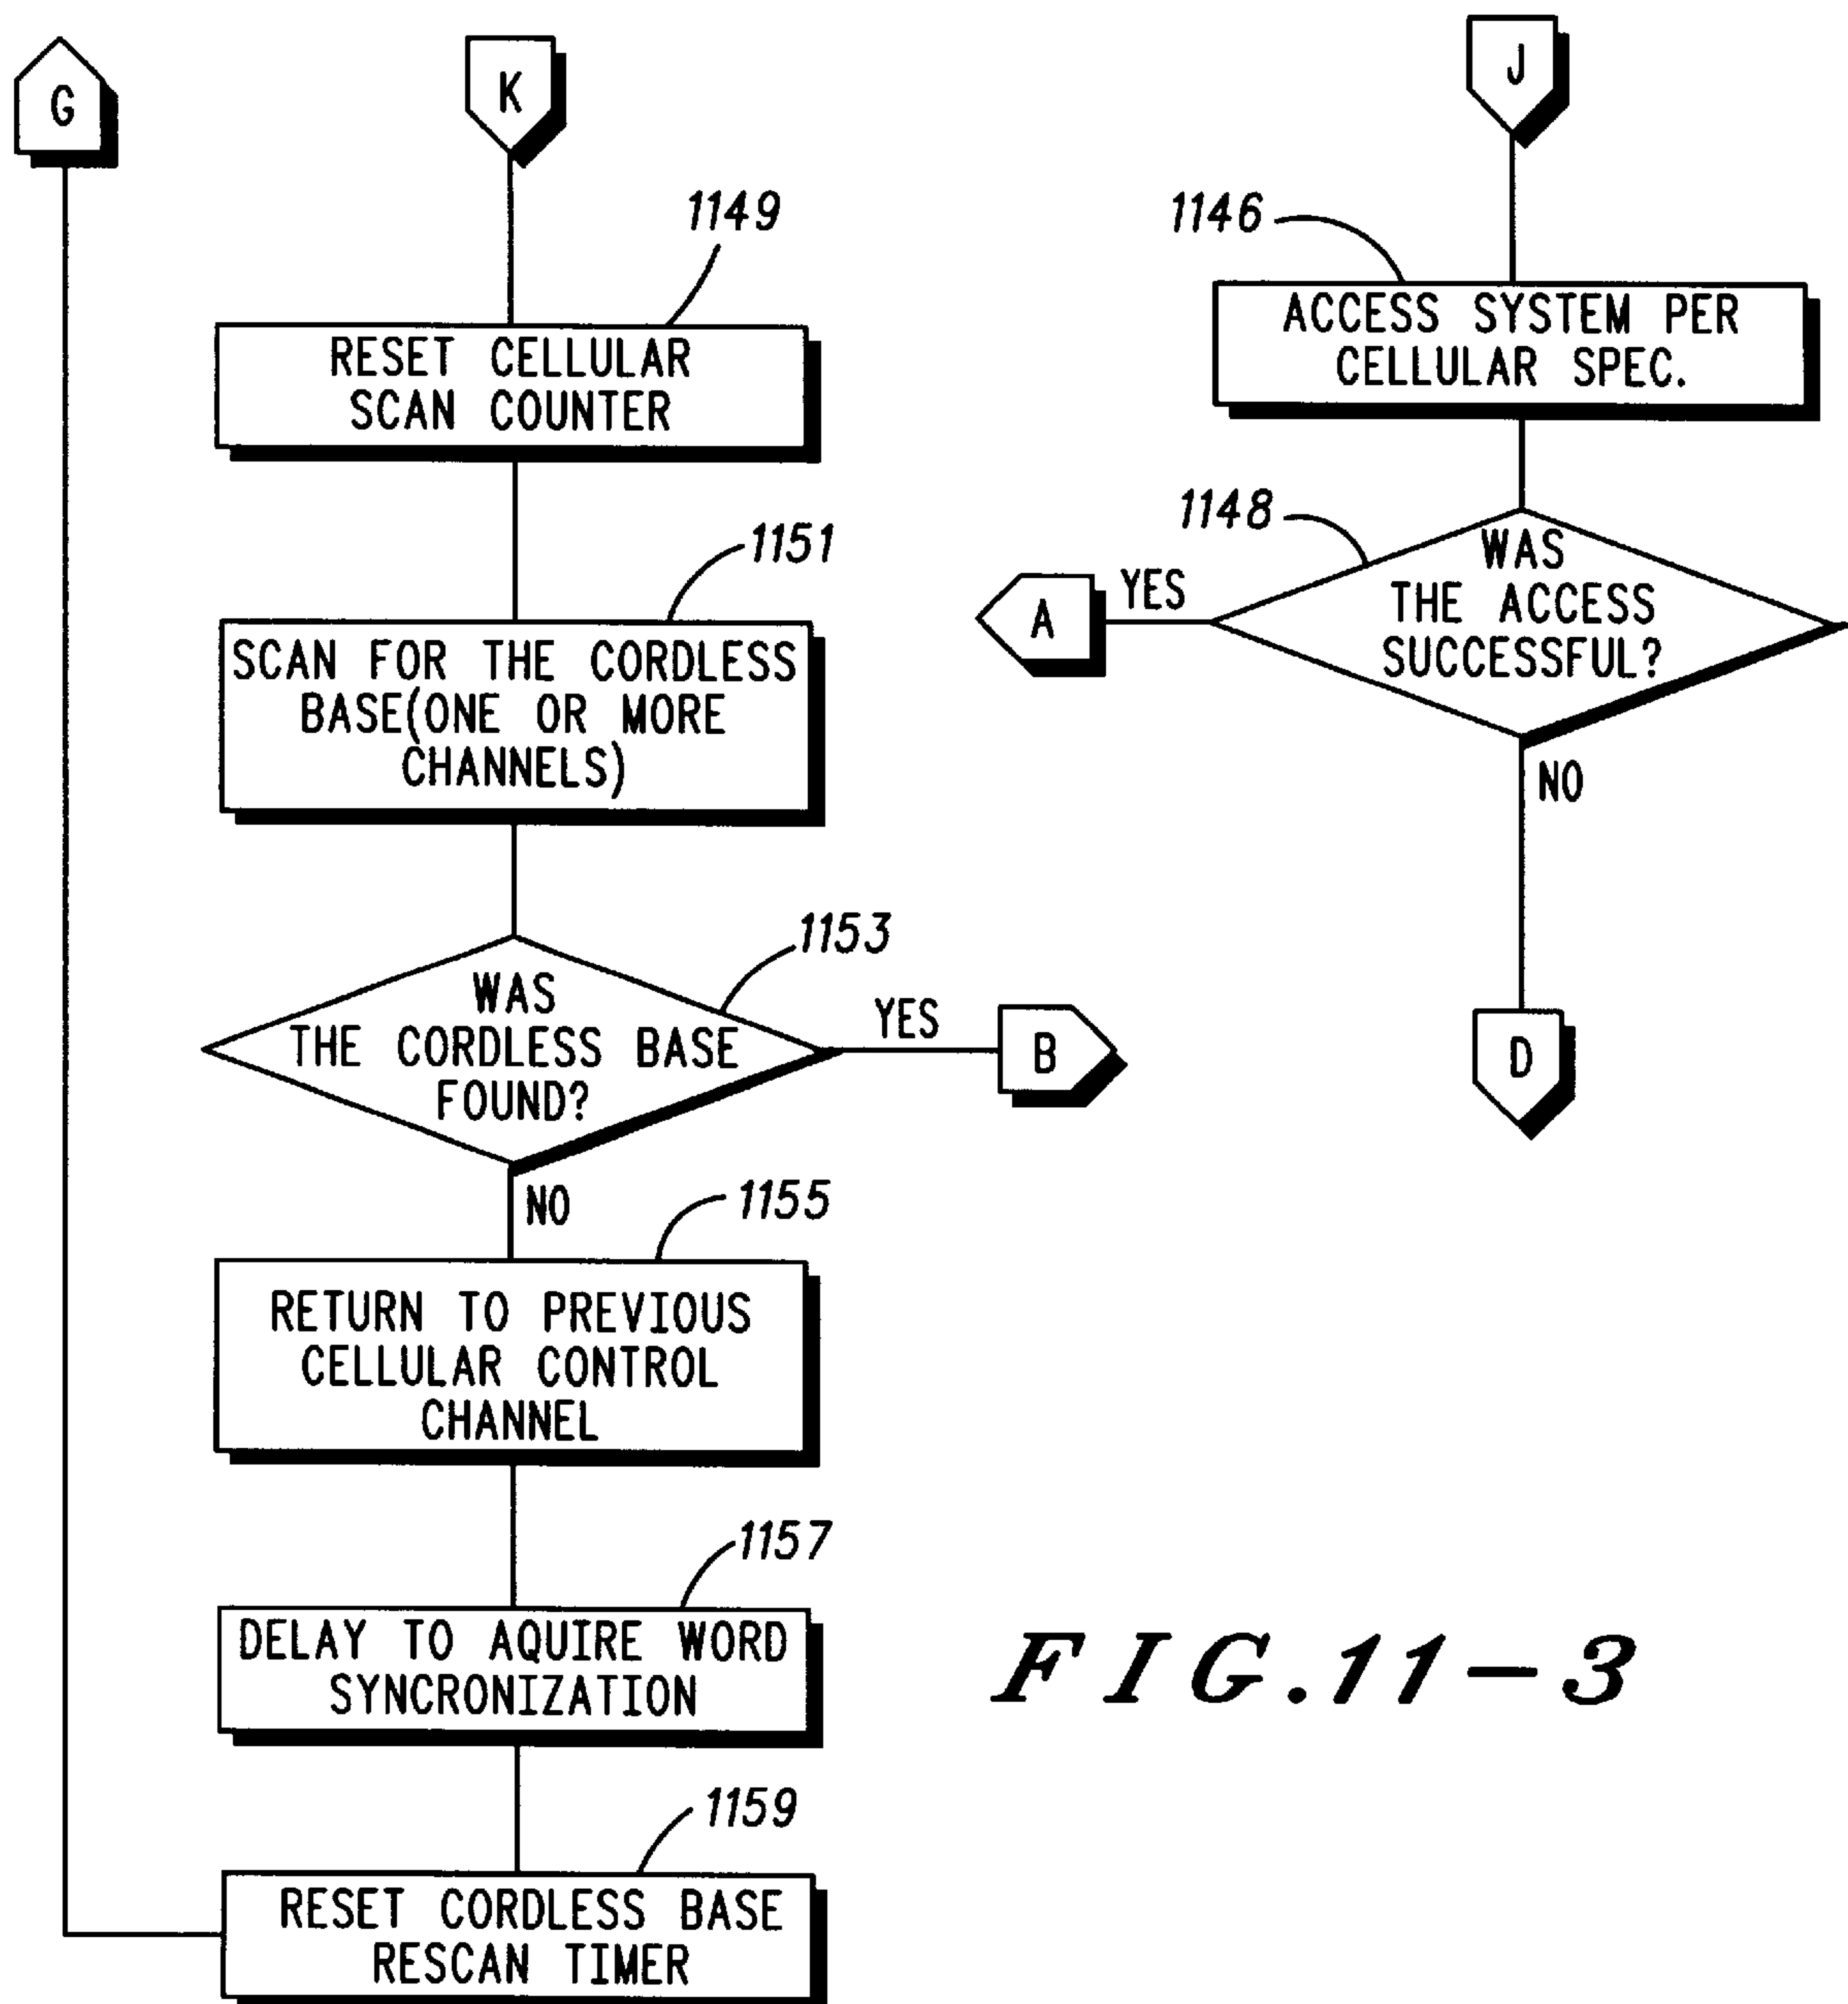 G
K
1149
RESET CELLULAR
SCAN COUNTER
1151
SCAN FOR THE CORDLESS
BASE(ONE OR MORE
CHANNELS)
1153
WAS
THE CORDLESS BASE
FOUND?
YES
B
NO
1155
RETURN TO PREVIOUS
CELLULAR CONTROL
CHANNEL
1157
DELAY TO AQUIRE WORD
SYNCRONIZATION
1159
RESET CORDLESS BASE
RESCAN TIMER
J
1146
ACCESS SYSTEM PER
CELLULAR SPEC.
1148
WAS
THE ACCESS
SUCCESSFUL?
YES
A
NO
D
FIG.11-3